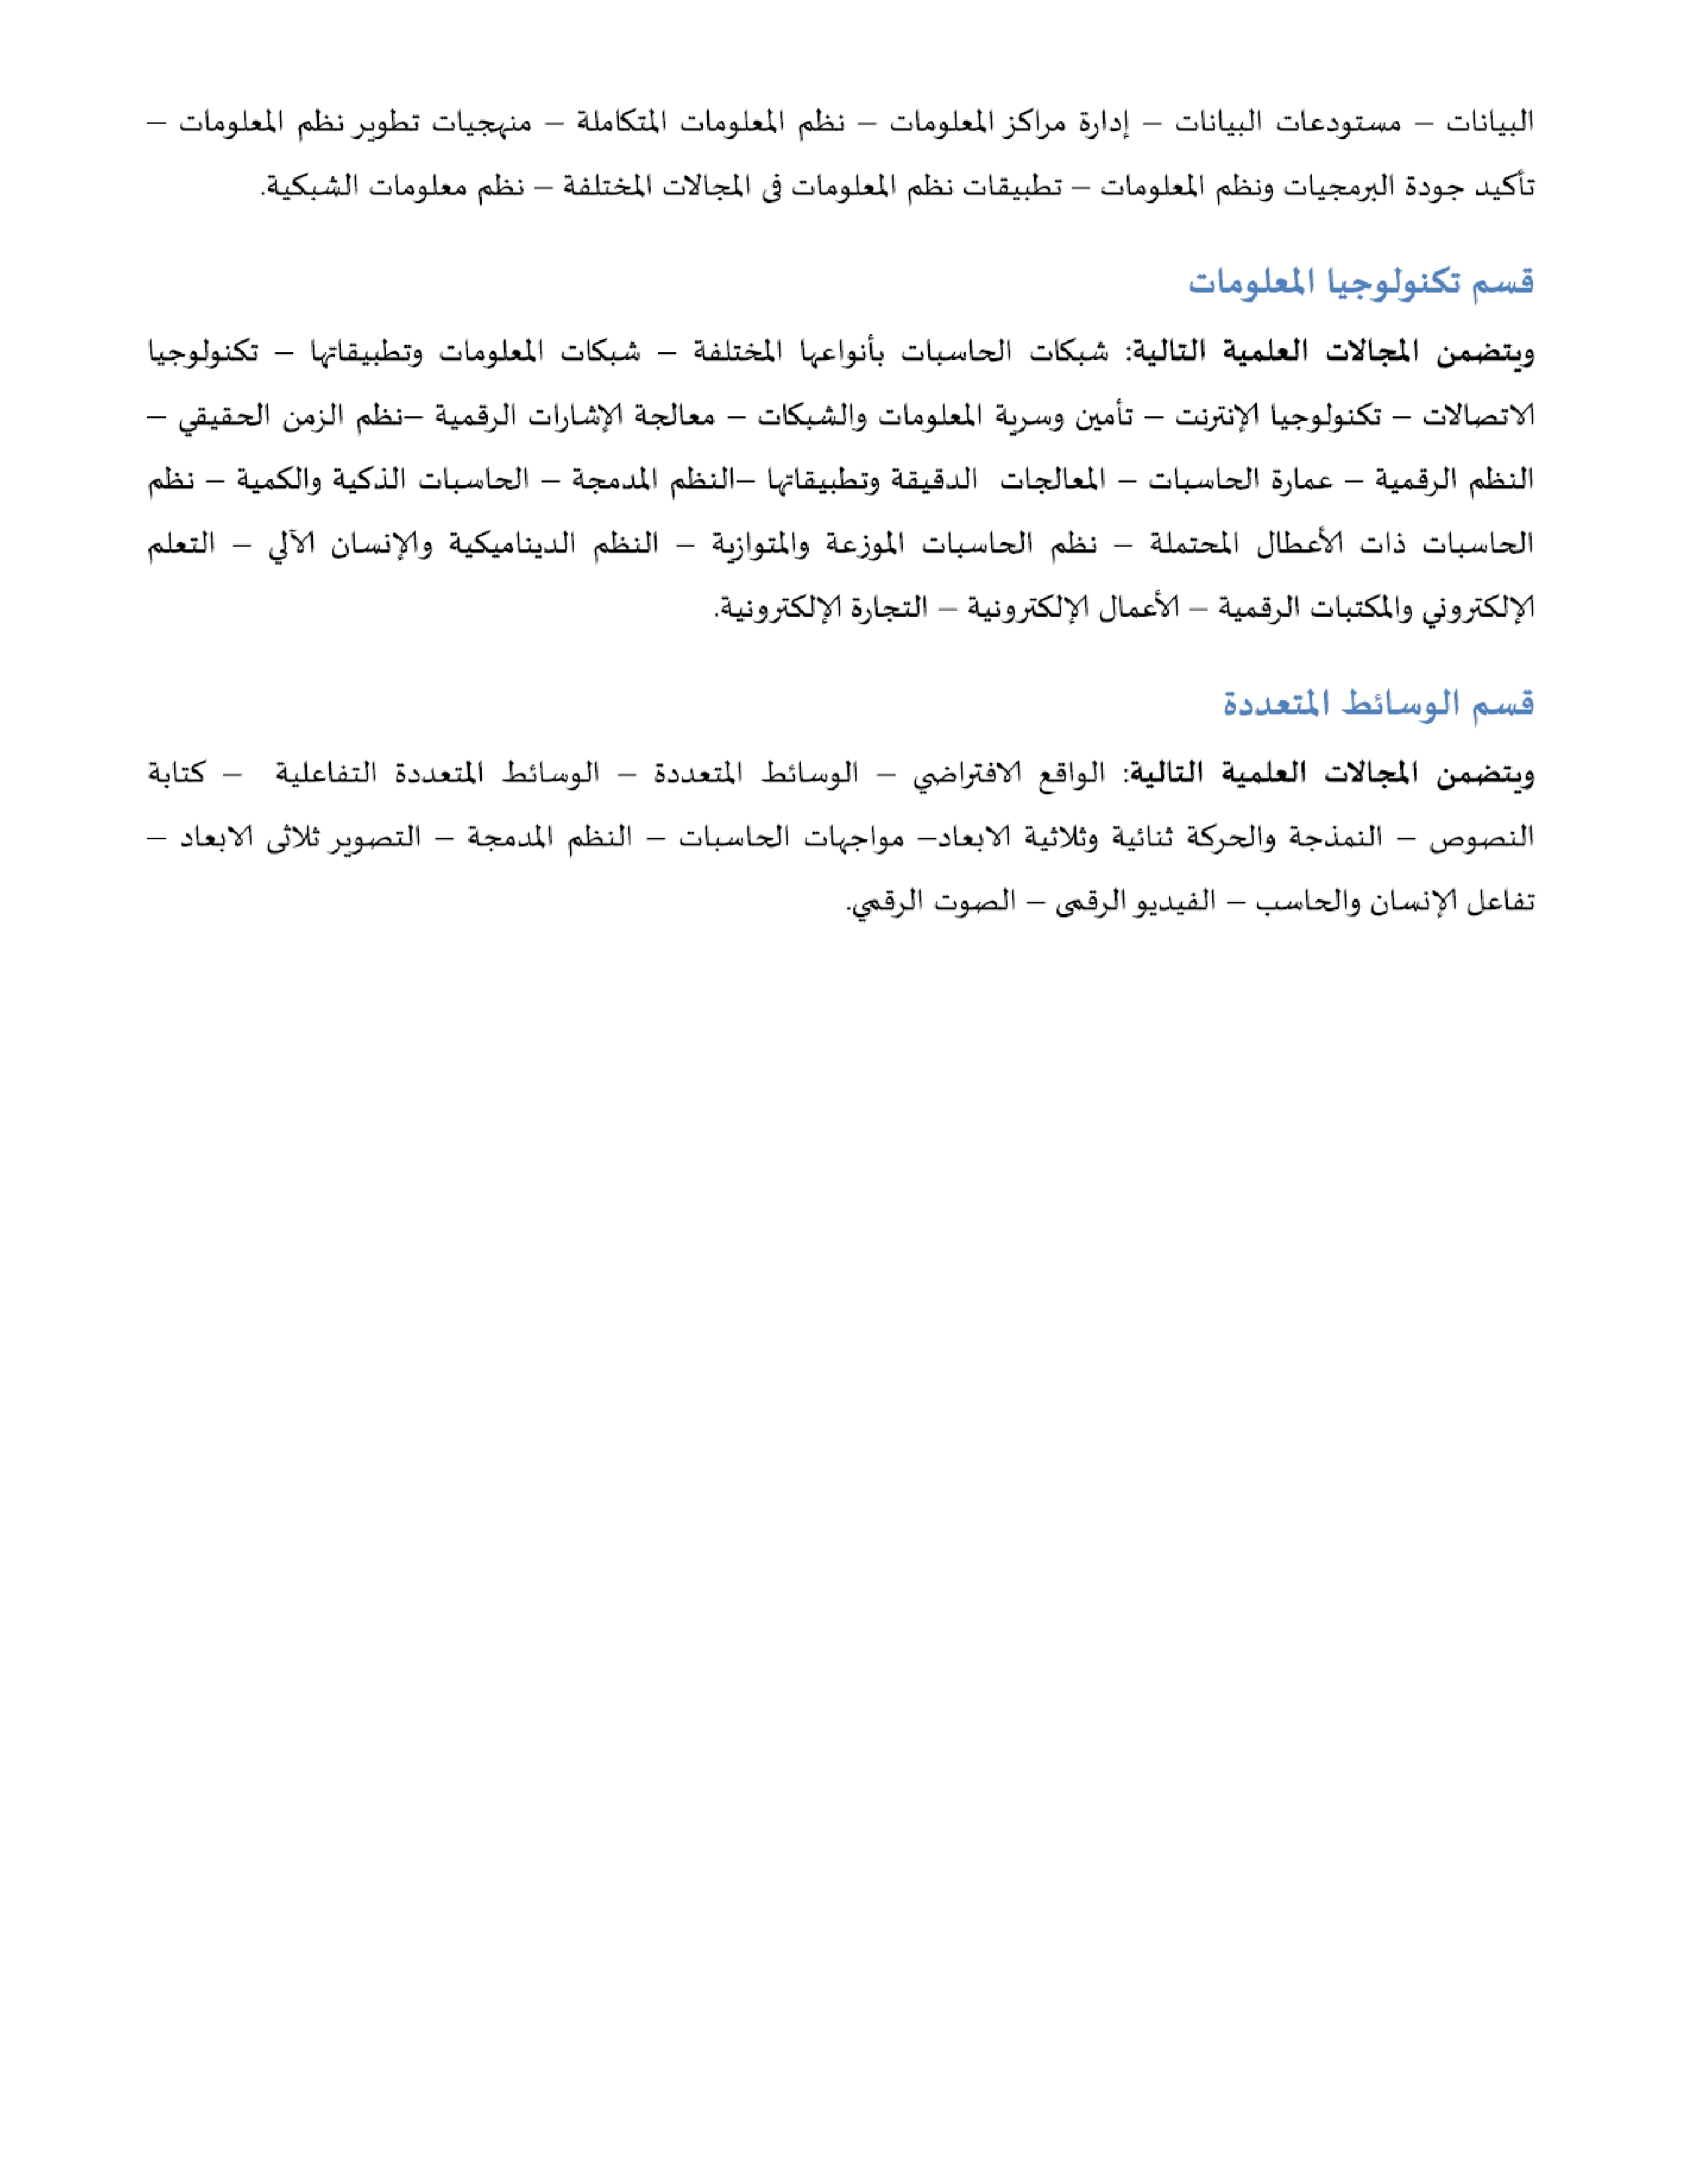 البيانات – مستودعات البيانات – إدارة مراكز المعلومات – نظم المعلومات المتكاملة – منهجيات تطوير نظم المعلومات –
تأكيد جودة البرمجيات ونظم المعلومات – تطبيقات نظم المعلومات فى المجالات المختلفة – نظم معلومات الشبكية.
قسم تكنولوجيا المعلومات
ويتضمن المجالات العلمية التالية: شبكات الحاسبات بأنواعها المختلفة – شبكات المعلومات وتطبيقاتها – تكنولوجيا
الاتصالات – تكنولوجيا الإنترنت – تأمين وسرية المعلومات والشبكات – معالجة الإشارات الرقمية –نظم الزمن الحقيقي –
النظم الرقمية – عمارة الحاسبات – المعالجات  الدقيقة وتطبيقاتها –النظم المدمجة – الحاسبات الذكية والكمية – نظم
الحاسبات ذات الأعطال المحتملة – نظم الحاسبات الموزعة والمتوازية – النظم الديناميكية والإنسان الآلي – التعلم
الإلكتروني والمكتبات الرقمية – الأعمال الإلكترونية – التجارة الإلكترونية.
قسم الوسائط المتعددة
ويتضمن المجالات العلمية التالية: الواقع الافتراضي – الوسائط المتعددة – الوسائط المتعددة التفاعلية  – كتابة
النصوص – النمذجة والحركة ثنائية وثلاثية الابعاد– مواجهات الحاسبات – النظم المدمجة – التصوير ثلاثى الابعاد –
تفاعل الإنسان والحاسب – الفيديو الرقمى – الصوت الرقمي.